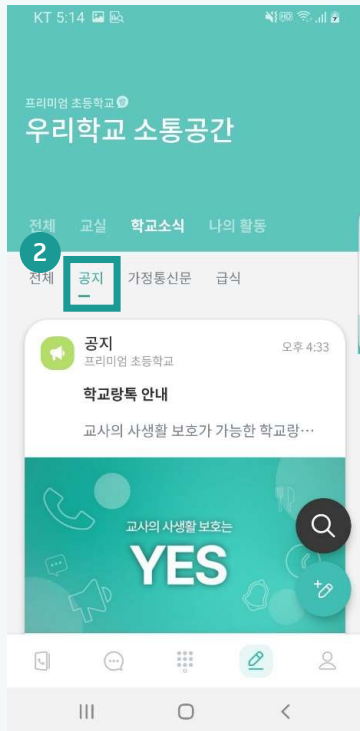 KT 5:14
프리미엄 초등학교
우리학교 소통공간
전체 교실 학교소식 나의 활동
2
전체 공지 가정통신문 급식
공지
오후 4:33
프리미엄 초등학교
학교랑톡 안내
교사의 사생활 보호가 가능한 학교랑…
교사의 사생활 보호는
YES